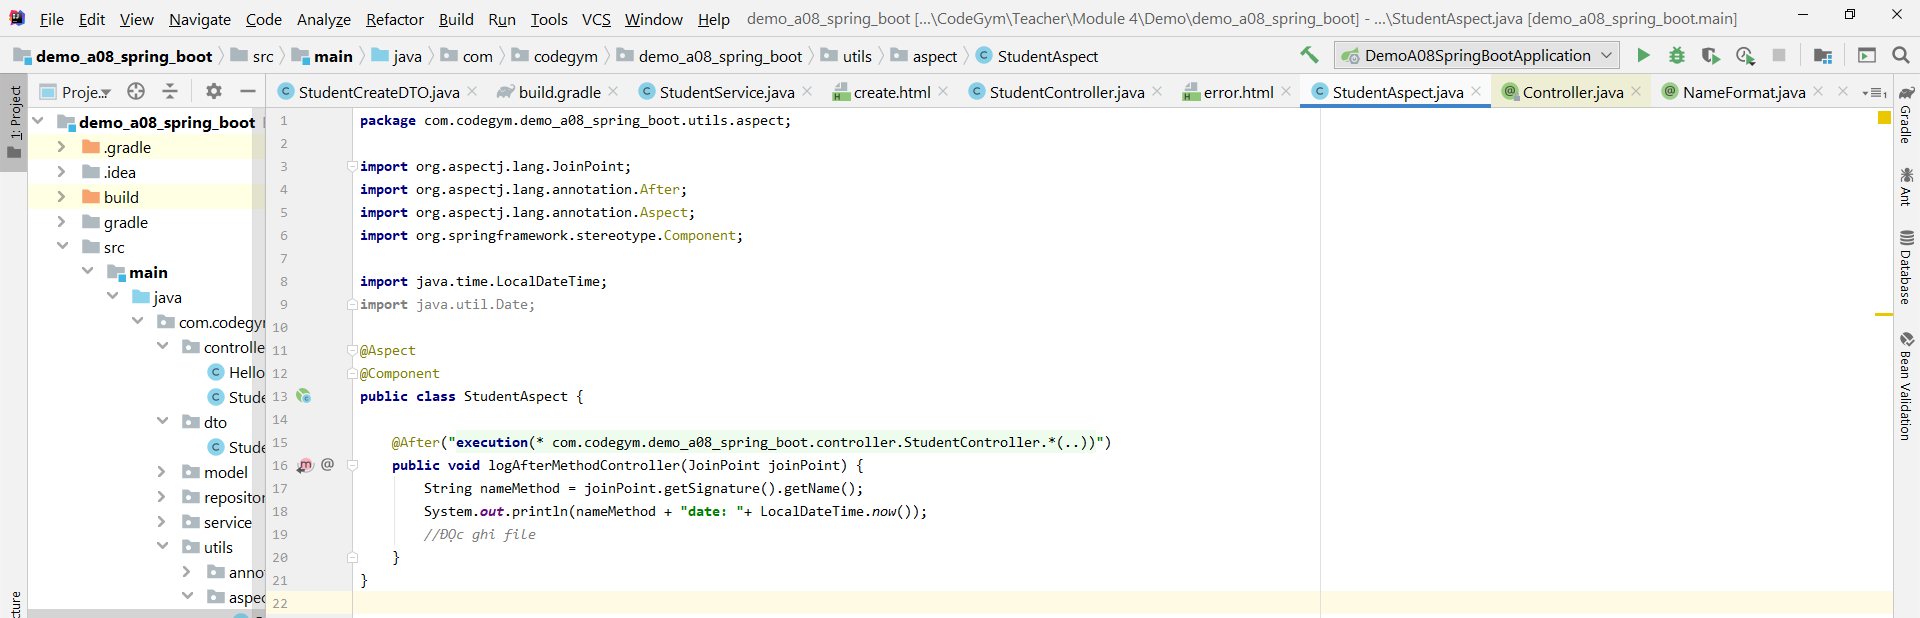 File Edit View Navigate Code Analyze Refactor Build Run Tools VCS Window Help demo_a08_spring_boot [...\CodeGym\Teacher\Module 4\Demo\demo_a08_spring_boot] - ...\StudentAspect.java [demo_a08_spring_boot.main]
demo_a08_spring_boot src main java com codegym demo_a08_spring_boot utils aspect StudentAspect DemoA08SpringBootApplication
Proje... StudentCreateDTO.java build.gradle StudentService.java create.html StudentController.java error.html StudentAspect.java Controller.java NameFormat.java
1: Project
demo_a08_spring_boot
.gradle
.idea
build
gradle
src
main
java
com.codegy
controlle
Hello
Stude
dto
Stude
model
repositor
service
utils
anno
aspec
cture
1 package com.codegym.demo_a08_spring_boot.utils.aspect;
2
3 import org.aspectj.lang.JoinPoint;
4 import org.aspectj.lang.annotation.After;
5 import org.aspectj.lang.annotation.Aspect;
6 import org.springframework.stereotype.Component;
7
8 import java.time.LocalDateTime;
9 import java.util.Date;
10
11 @Aspect
12 @Component
13 public class StudentAspect {
14
15 @After("execution(* com.codegym.demo_a08_spring_boot.controller.StudentController.*(..))")
16 public void logAfterMethodController(JoinPoint joinPoint) {
17 String nameMethod = joinPoint.getSignature().getName();
18 System.out.println(nameMethod + "date: "+ LocalDateTime.now());
19 //ĐỌc ghi file
20 }
21 }
22
Gradle
Ant
Database
Bean Validation